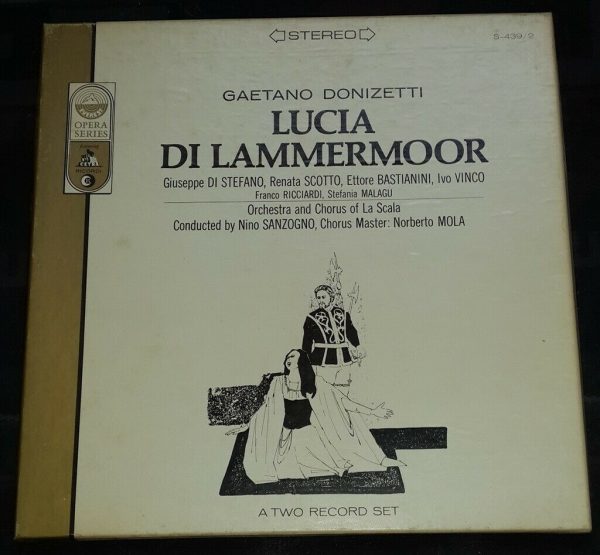 STEREO
S-439/2
OPERA
SERIES
RICORDI
GAETANO DONIZETTI
LUCIA
DI LAMMERMOOR
Giuseppe DI STEFANO, Renata SCOTTO, Ettore BASTIANINI, Ivo VINCO
Franco RICCIARDI, Stefania MALAGU
Orchestra and Chorus of La Scala
Conducted by Nino SANZOGNO, Chorus Master: Norberto MOLA
A TWO RECORD SET